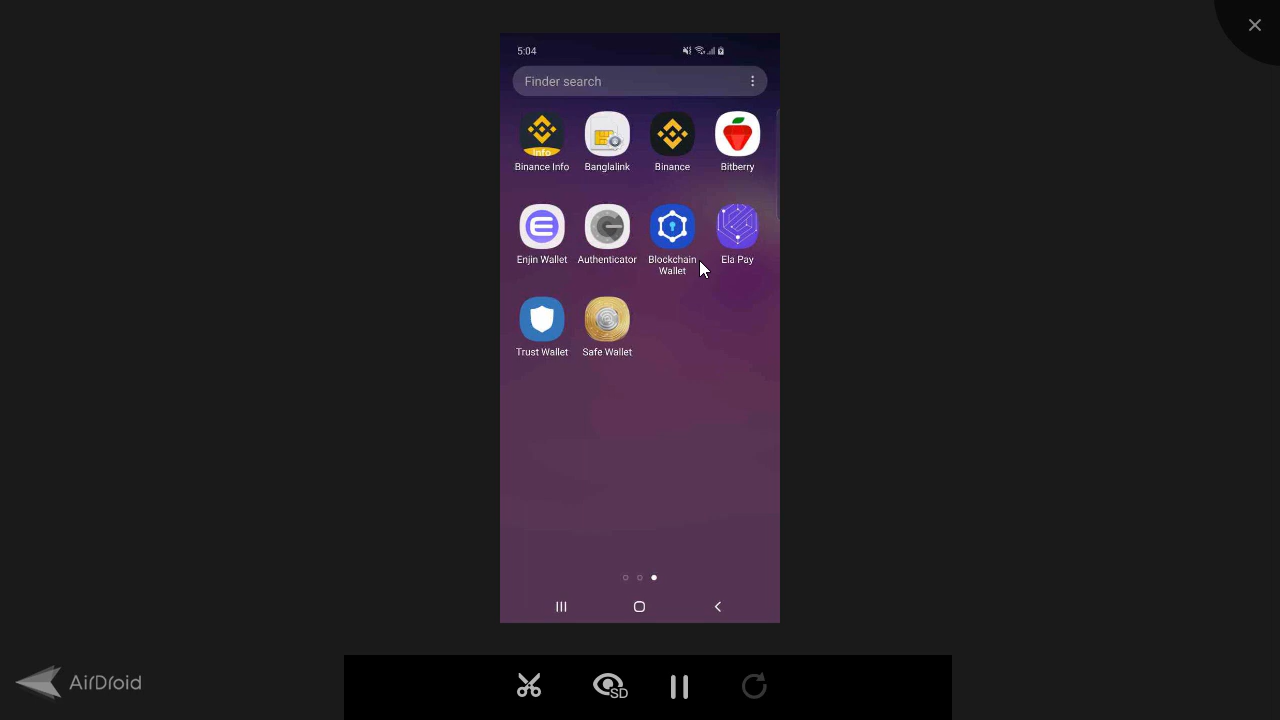 5:04
Finder search
info
Binance Info
Banglalink
Binance
Bitberry
Enjin Wallet
Authenticator
Blockchain
Wallet
Ela Pay
Trust Wallet
Safe Wallet
AirDroid
SD